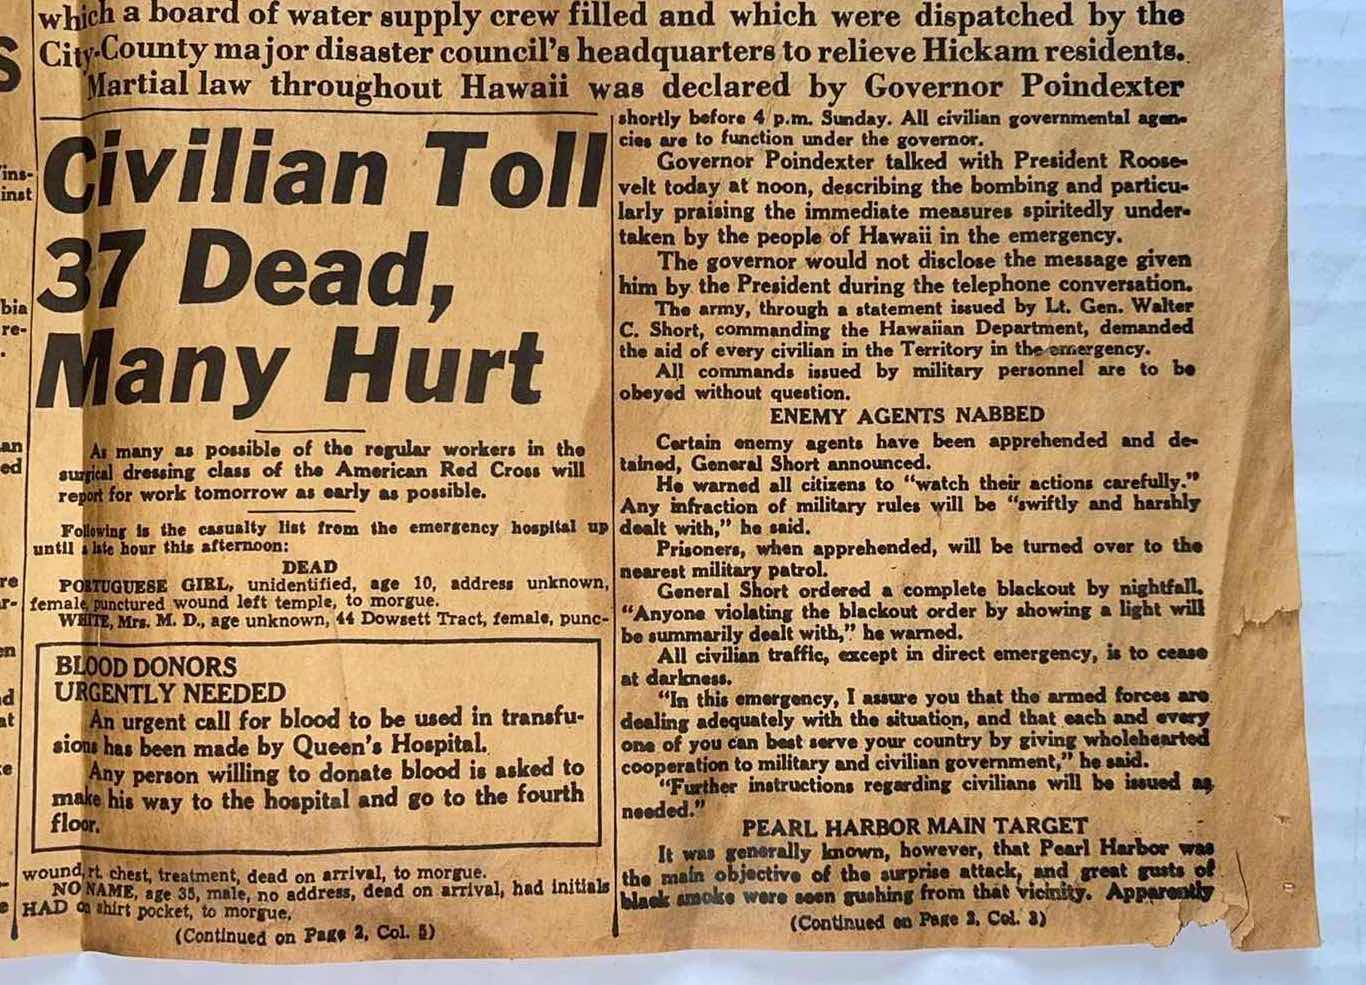 which a board of water supply crew filled and which were dispatched by the
City-County major disaster council's headquarters to relieve Hickam residents.
Martial law throughout Hawaii was declared by Governor Poindexter
S
'ins-
inst
bia
re-
.
an
ed
re
r-
en
d
at
ke
e
Civilian Toll
37 Dead,
Many Hurt
As many as possible of the regular workers in the
surgical dressing class of the American Red Cross will
report for work tomorrow as early as possible.
Following is the casualty list from the emergency hospital up
until a late hour this afternoon:
DEAD
PORTUGUESE GIRL, unidentified, age 10, address unknown,
female, punctured wound left temple, to morgue.
WHITE, Mrs. M. D., age unknown, 44 Dowsett Tract, female, punc-
BLOOD DONORS
URGENTLY NEEDED
An urgent call for blood to be used in transfu-
sions has been made by Queen's Hospital.
Any person willing to donate blood is asked to
make his way to the hospital and go to the fourth
floor.
wound, rt. chest, treatment, dead on arrival, to morgue.
NO NAME, age 35, male, no address, dead on arrival, had initials
HAD on shirt pocket, to morgue.
(Continued on Page 2, Col. 5)
shortly before 4 p.m. Sunday. All civilian governmental agen-
cies are to function under the governor.
Governor Poindexter talked with President Roose-
velt today at noon, describing the bombing and particu-
larly praising the immediate measures spiritedly under-
taken by the people of Hawaii in the emergency.
The governor would not disclose the message given
him by the President during the telephone conversation.
The army, through a statement issued by Lt. Gen. Walter
C. Short, commanding the Hawaiian Department, demanded
the aid of every civilian in the Territory in the emergency.
All commands issued by military personnel are to be
obeyed without question.
ENEMY AGENTS NABBED
Certain enemy agents have been apprehended and de-
tained, General Short announced.
He warned all citizens to "watch their actions carefully."
Any infraction of military rules will be "swiftly and harshly
dealt with," he said.
Prisoners, when apprehended, will be turned over to the
nearest military patrol.
General Short ordered a complete blackout by nightfall.
"Anyone violating the blackout order by showing a light will
be summarily dealt with," he warned.
All civilian traffic, except in direct emergency, is to cease
at darkness.
"In this emergency, I assure you that the armed forces are
dealing adequately with the situation, and that each and every
one of you can best serve your country by giving wholehearted
cooperation to military and civilian government," he said.
"Further instructions regarding civilians will be issued as
needed."
PEARL HARBOR MAIN TARGET
It was generally known, however, that Pearl Harbor was
the main objective of the surprise attack, and great gusts of
black smoke were seen gushing from that vicinity. Apparently
(Continued on Page 2, Col. 3)